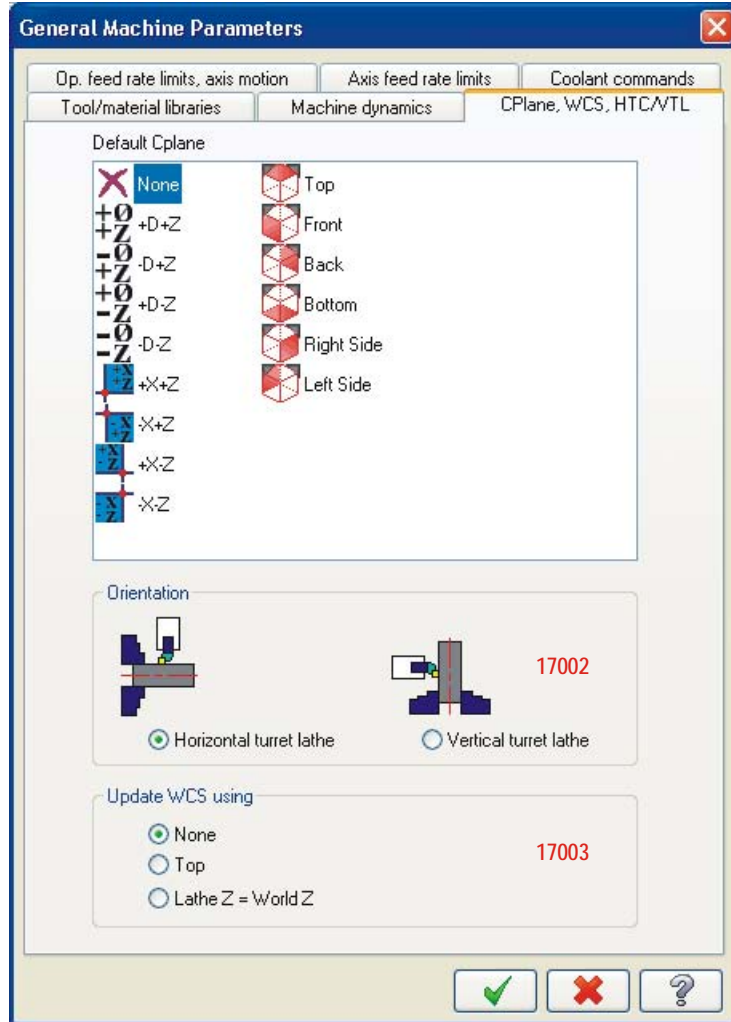 General Machine Parameters
Op. feed rate limits, axis motion
Axis feed rate limits
Coolant commands
Tool/material libraries
Machine dynamics
CPlane, WCS, HTC/VTL
Default Cplane
None
+D+Z
-D+Z
+D-Z
-D-Z
+X+Z
-X+Z
+X-Z
-X-Z
Top
Front
Back
Bottom
Right Side
Left Side
Orientation
17002
Horizontal turret lathe
Vertical turret lathe
Update WCS using
None
Top
Lathe Z = World Z
17003